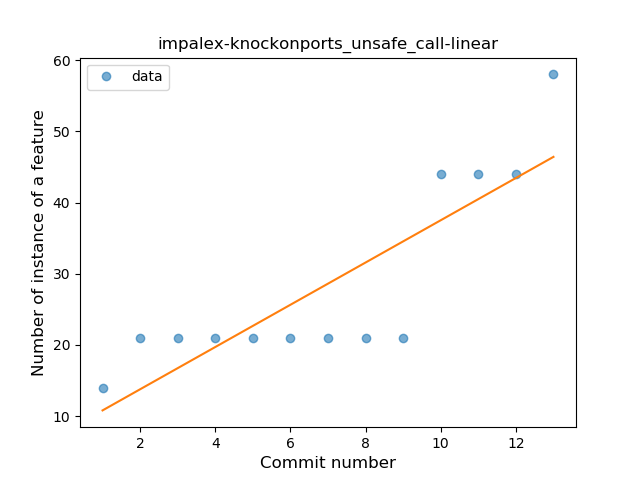 impalex-knockonports_unsafe_call-linear
data
Number of instance of a feature
60
50
40
30
20
10
2 4 6 8 10 12
Commit number